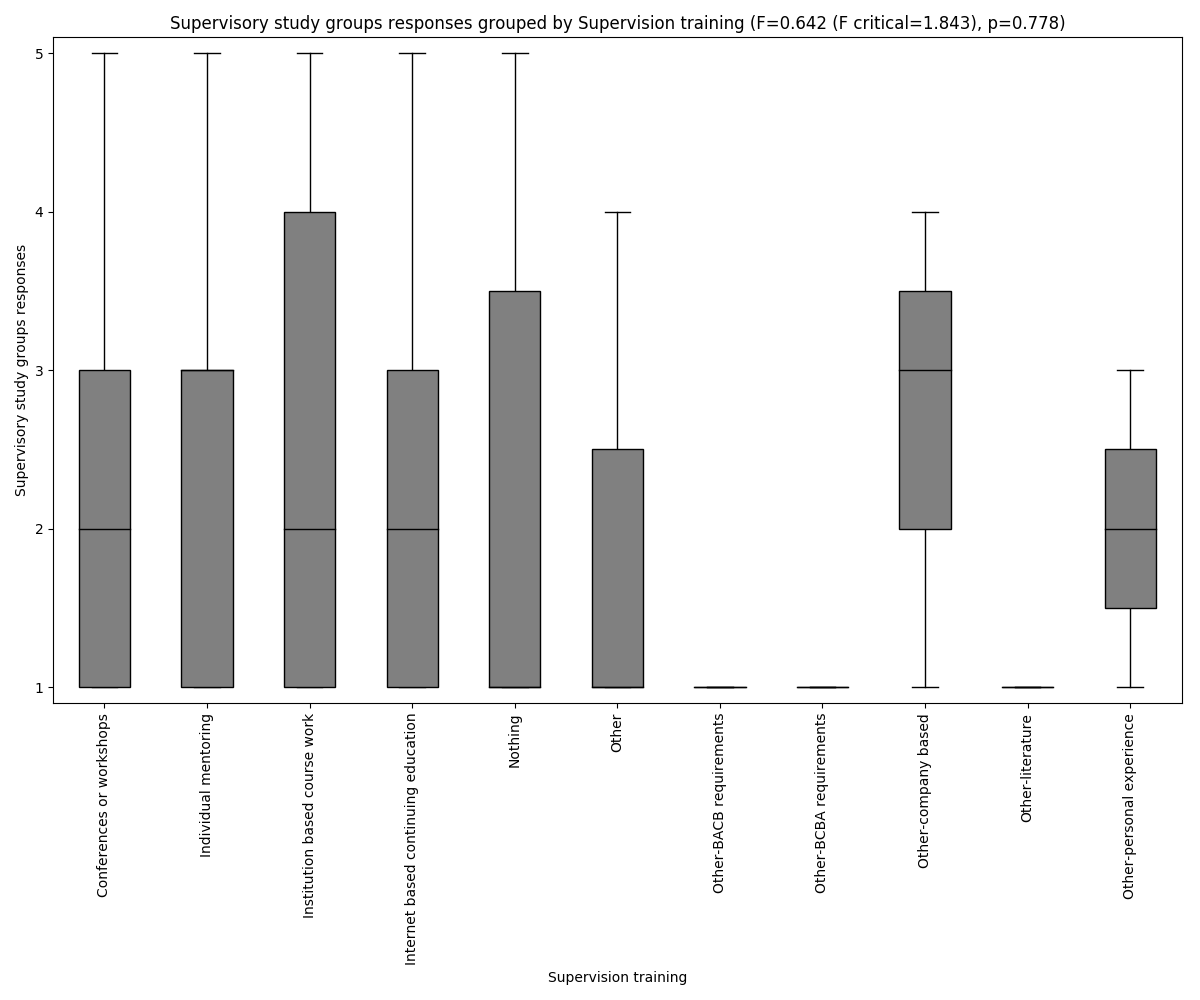 Supervisory study groups responses grouped by Supervision training (F=0.642 (F critical=1.843), p=0.778)
Supervisory study groups responses
5
4
3
2
1
Conferences or workshops
Individual mentoring
Institution based course work
Internet based continuing education
Nothing
Other
Other-BACB requirements
Other-BCBA requirements
Other-company based
Other-literature
Other-personal experience
Supervision training